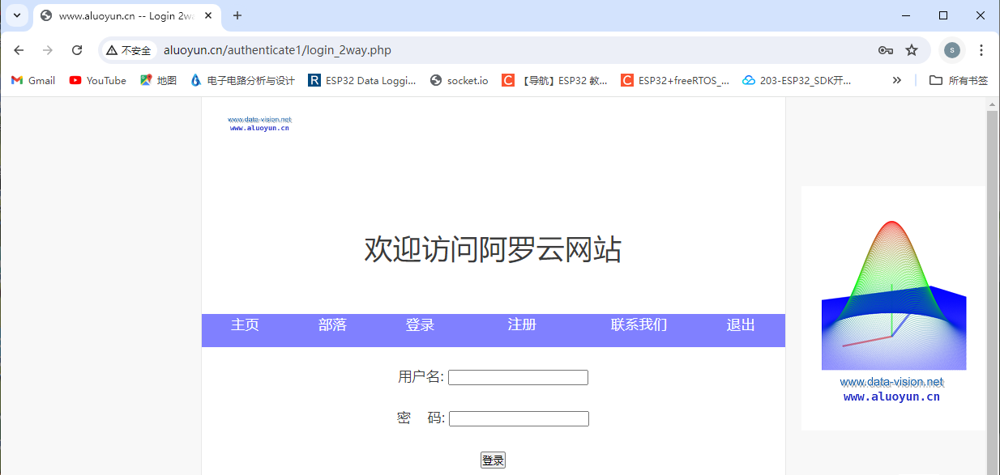 www.aluoyun.cn -- Login 2wa
不安全
aluoyun.cn/authenticate1/login_2way.php
s
Gmail
YouTube
地图
电子电路分析与设计
R
ESP32 Data Loggi...
socket.io
C
【导航】ESP32 教...
C
ESP32+freeRTOS_...
203-ESP32_SDK开...
所有书签
www.data-vision.net
www.aluoyun.cn
欢迎访问阿罗云网站
主页 部落 登录 注册 联系我们 退出
用户名:
密 码:
登录
www.data-vision.net
www.aluoyun.cn